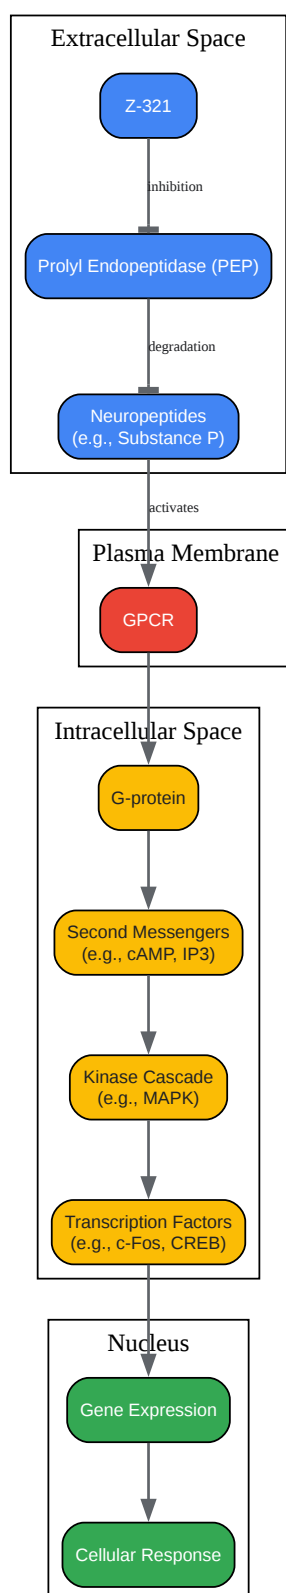 Extracellular Space
Z-321
inhibition
Prolyl Endopeptidase (PEP)
degradation
Neuropeptides
(e.g., Substance P)
activates
Plasma Membrane
GPCR
Intracellular Space
G-protein
Second Messengers
(e.g., cAMP, IP3)
Kinase Cascade
(e.g., MAPK)
Transcription Factors
(e.g., c-Fos, CREB)
Nucleus
Gene Expression
Cellular Response